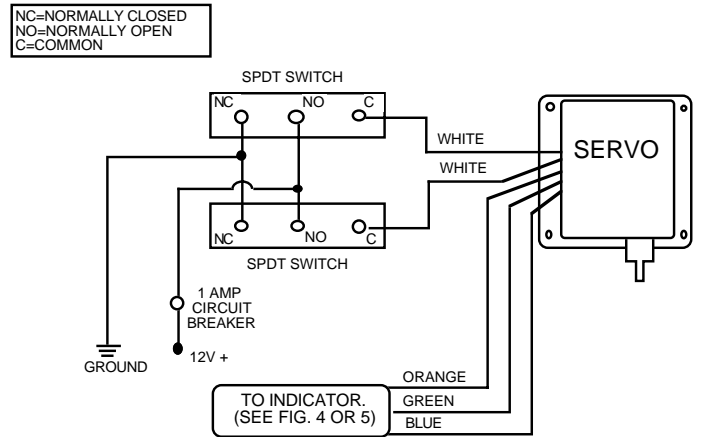 NC=NORMALLY CLOSED
NO=NORMALLY OPEN
C=COMMON
SPDT SWITCH
NC
NO
C
WHITE
WHITE
SERVO
NC
NO
C
SPDT SWITCH
1 AMP
CIRCUIT
BREAKER
12V +
GROUND
ORANGE
GREEN
BLUE
TO INDICATOR.
(SEE FIG. 4 OR 5)